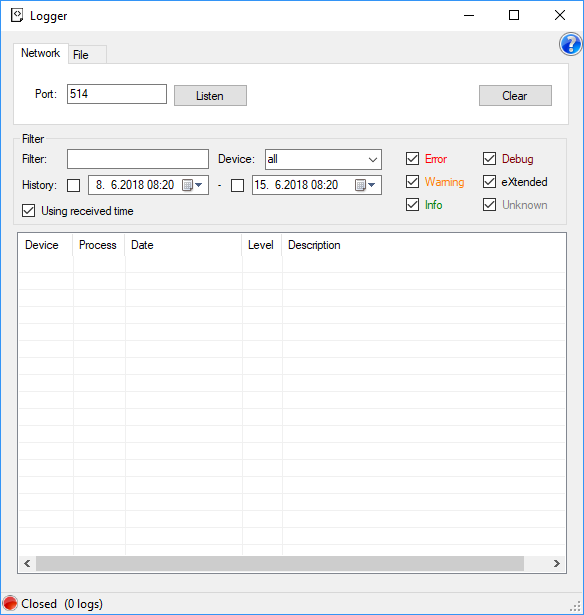 Logger
Network File
Port: 514 Listen Clear
Filter
Filter: Device: all Error Debug
History: 8. 6.2018 08:20 - 15. 6.2018 08:20 Warning eXtended
Using received time Info Unknown
Device Process Date Level Description
Closed (0 logs)